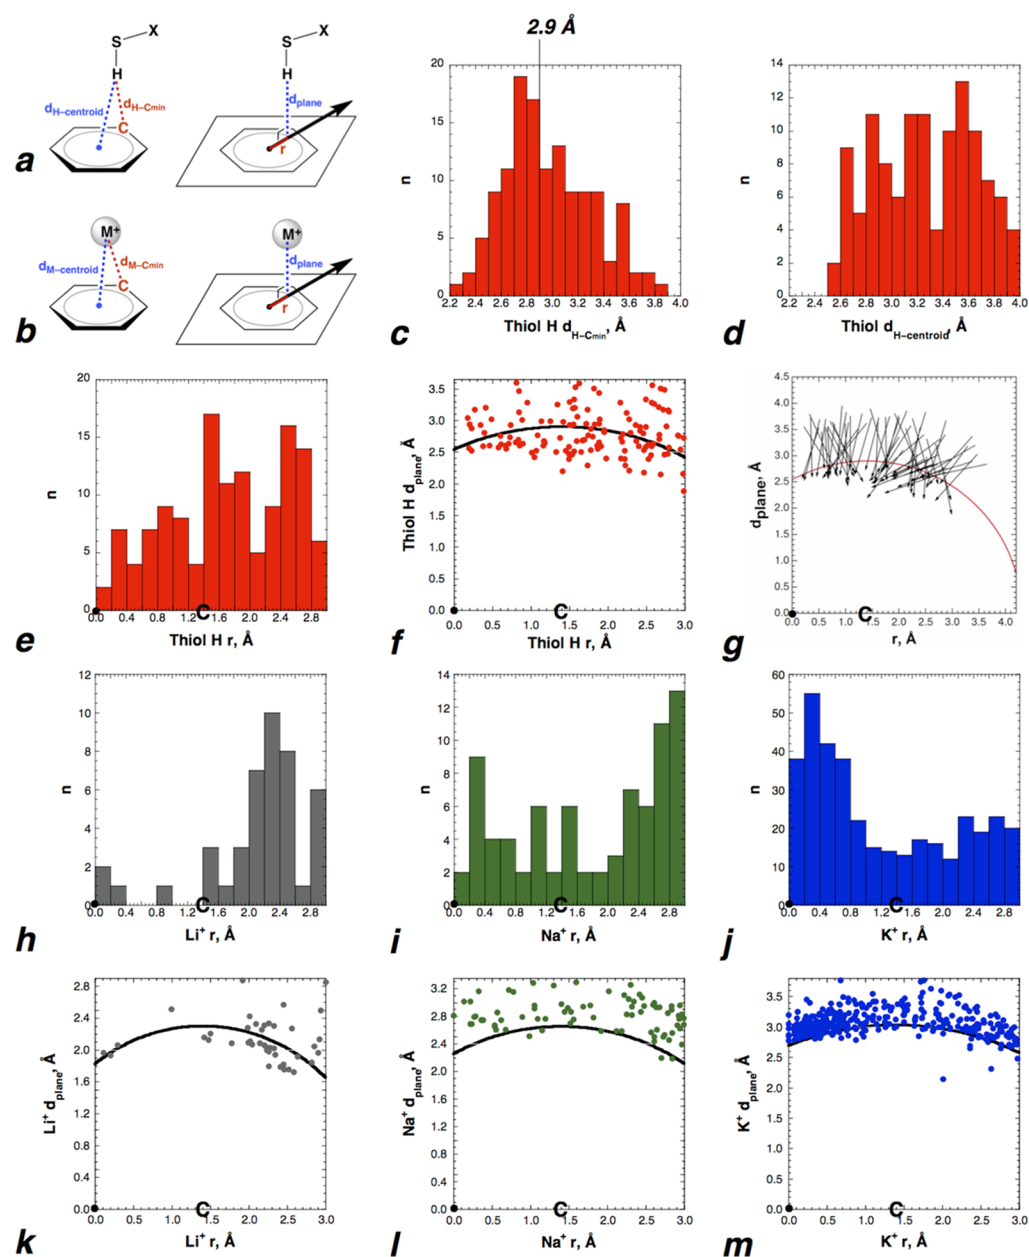 2.9 Å
S X
H
d_H–centroid d_H–Cmin
C
a
S X
H
d_plane
r
20
15
10
5
0
n
2.2 2.4 2.6 2.8 3.0 3.2 3.4 3.6 3.8 4.0
Thiol H d_H–Cmin, Å
c
14
12
10
8
6
4
2
0
n
2.2 2.4 2.6 2.8 3.0 3.2 3.4 3.6 3.8 4.0
Thiol d_H–centroid, Å
d
M⁺
d_M–centroid d_M–Cmin
C
b
M⁺
d_plane
r
20
15
10
5
0
n
0.0 0.4 0.8 1.2 C 1.6 2.0 2.4 2.8
Thiol H r, Å
e
3.5
3.0
2.5
2.0
1.5
1.0
0.5
0.0
Thiol H d_plane, Å
C
0.0 0.5 1.0 1.5 2.0 2.5 3.0
Thiol H r, Å
f
4.5
4.0
3.5
3.0
2.5
2.0
1.5
1.0
0.5
0.0
d_plane, Å
C
0.0 0.5 1.0 1.5 2.0 2.5 3.0 3.5 4.0
r, Å
g
12
10
8
6
4
2
0
n
0.0 0.4 0.8 1.2 C 1.6 2.0 2.4 2.8
Li⁺ r, Å
h
14
12
10
8
6
4
2
0
n
0.0 0.4 0.8 1.2 C 1.6 2.0 2.4 2.8
Na⁺ r, Å
i
60
50
40
30
20
10
0
n
0.0 0.4 0.8 1.2 C 1.6 2.0 2.4 2.8
K⁺ r, Å
j
2.8
2.4
2.0
1.6
1.2
0.8
0.4
0.0
Li⁺ d_plane, Å
C
0.0 0.5 1.0 1.5 2.0 2.5 3.0
Li⁺ r, Å
k
3.2
2.8
2.4
2.0
1.6
1.2
0.8
0.4
0.0
Na⁺ d_plane, Å
C
0.0 0.5 1.0 1.5 2.0 2.5 3.0
Na⁺ r, Å
l
3.5
3.0
2.5
2.0
1.5
1.0
0.5
0.0
K⁺ d_plane, Å
C
0.0 0.5 1.0 1.5 2.0 2.5 3.0
K⁺ r, Å
m